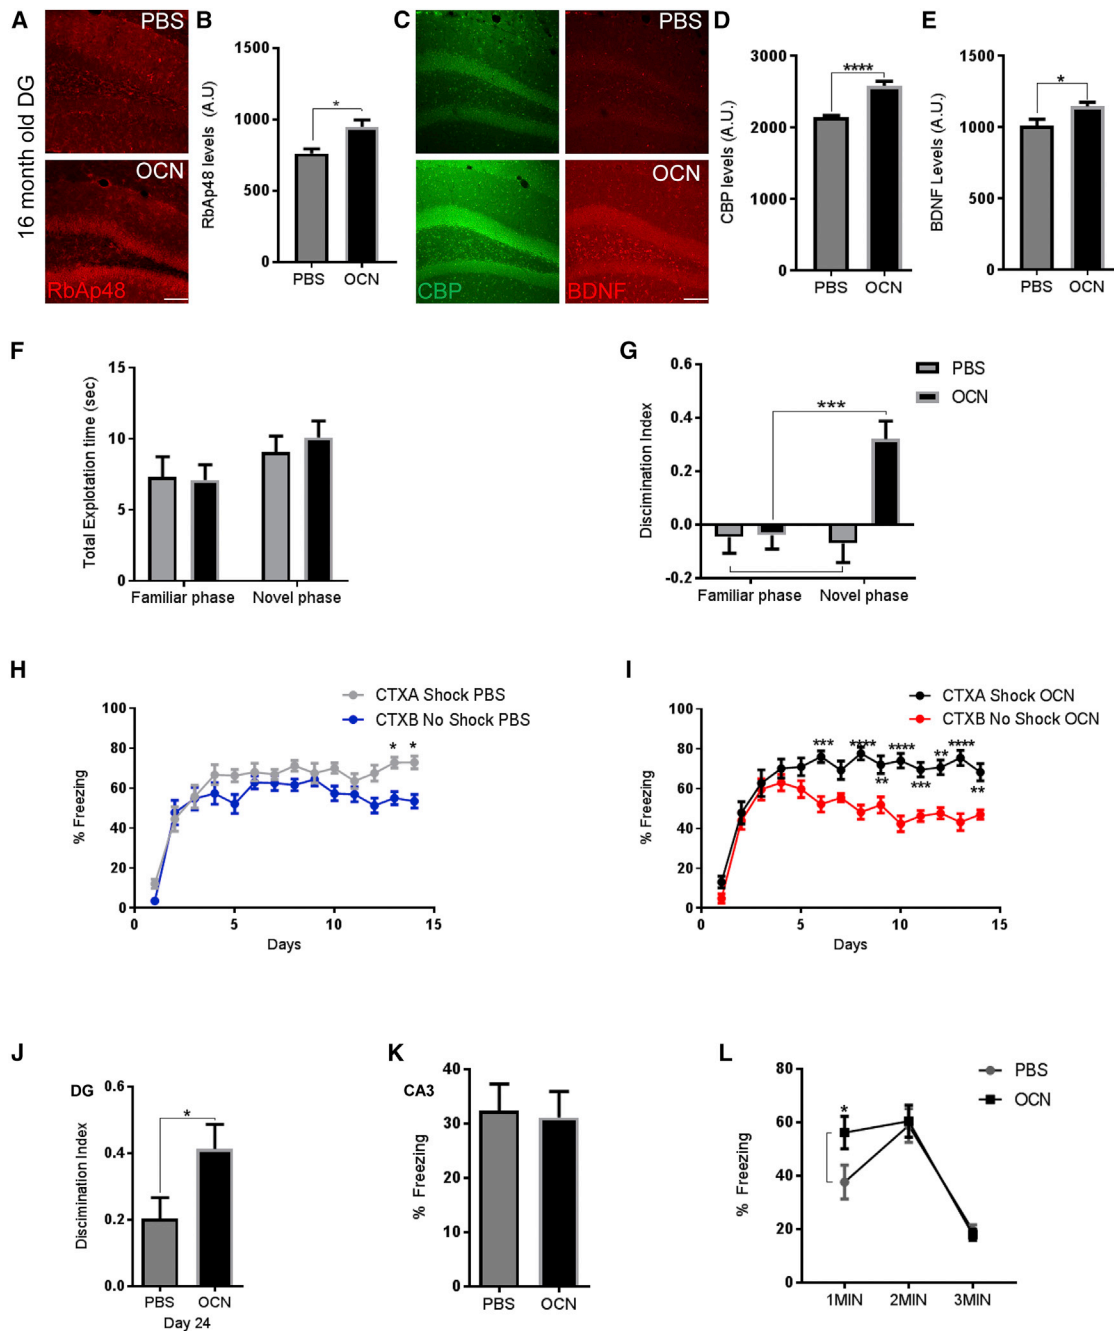 A
16 month old DG
PBS
OCN
RbAp48
B
RbAp48 levels (A.U)
1500
1000
500
0
*
PBS OCN
C
PBS
OCN
CBP
BDNF
D
CBP levels (A.U.)
3000
2000
1000
0
****
PBS OCN
E
BDNF Levels (A.U.)
1500
1000
500
0
*
PBS OCN
F
Total Explotation time (sec)
15
10
5
0
Familiar phase Novel phase
G
Discrimination Index
0.6
0.4
0.2
0.0
-0.2
***
PBS
OCN
Familiar phase Novel phase
H
CTXA Shock PBS
CTXB No Shock PBS
% Freezing
100
80
60
40
20
0
* *
0 5 10 15
Days
I
CTXA Shock OCN
CTXB No Shock OCN
% Freezing
100
80
60
40
20
0
*** **** ** **** *** ** **** **
0 5 10 15
Days
J
DG
Discrimination Index
0.6
0.4
0.2
0.0
*
PBS OCN
Day 24
K
CA3
% Freezing
40
30
20
10
0
PBS OCN
L
PBS
OCN
% Freezing
80
60
40
20
0
*
1MIN 2MIN 3MIN